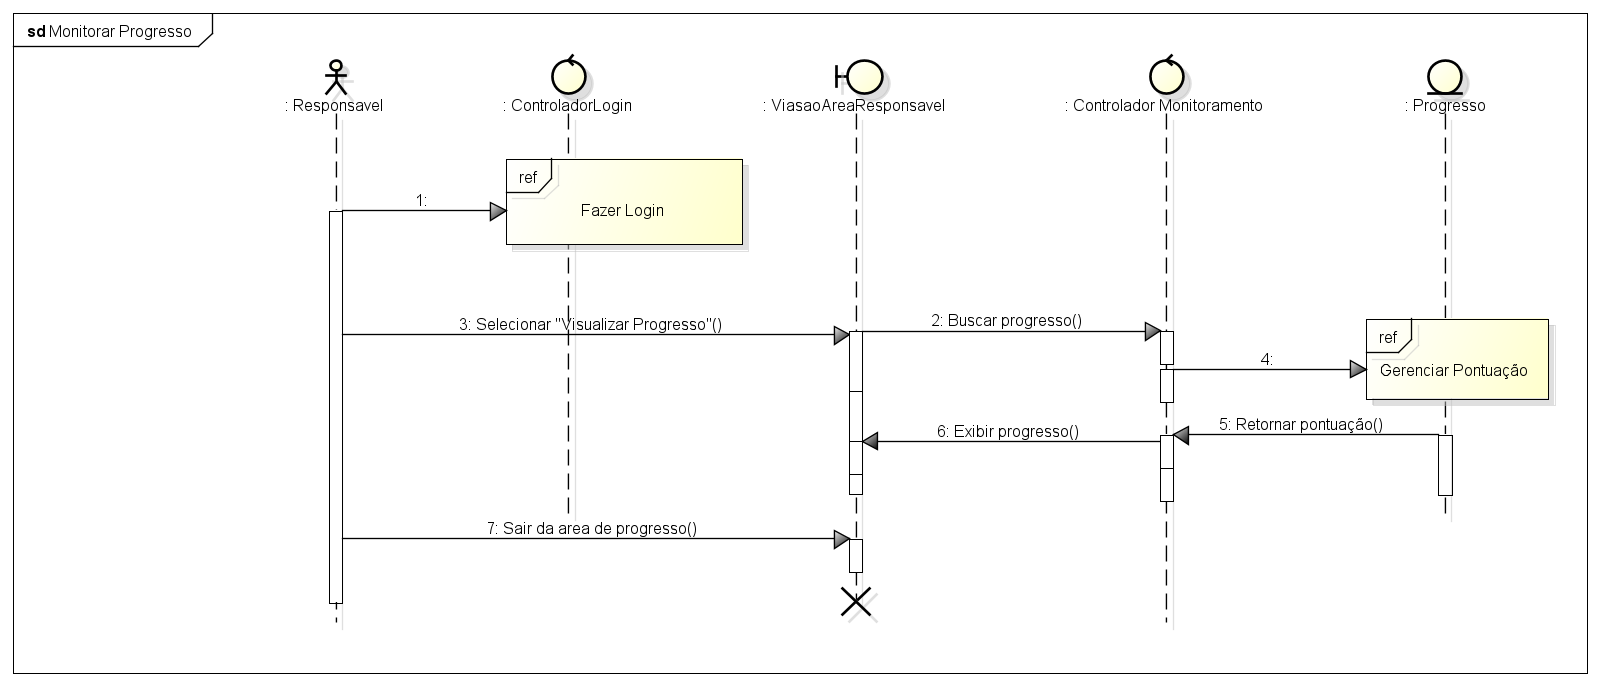 sd Monitorar Progresso
: Responsavel
: ControladorLogin
: ViasaoAreaResponsavel
: Controlador Monitoramento
: Progresso
ref
Fazer Login
1:
3: Selecionar "Visualizar Progresso"()
2: Buscar progresso()
ref
Gerenciar Pontuação
4:
5: Retornar pontuação()
6: Exibir progresso()
7: Sair da area de progresso()